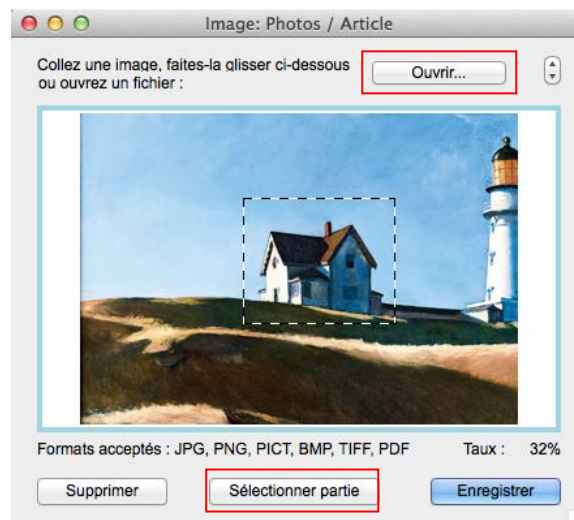 Image: Photos / Article
Collez une image, faites-la glisser ci-dessous
ou ouvrez un fichier :
Ouvrir...
Formats acceptés : JPG, PNG, PICT, BMP, TIFF, PDF
Taux : 32%
Supprimer
Sélectionner partie
Enregistrer